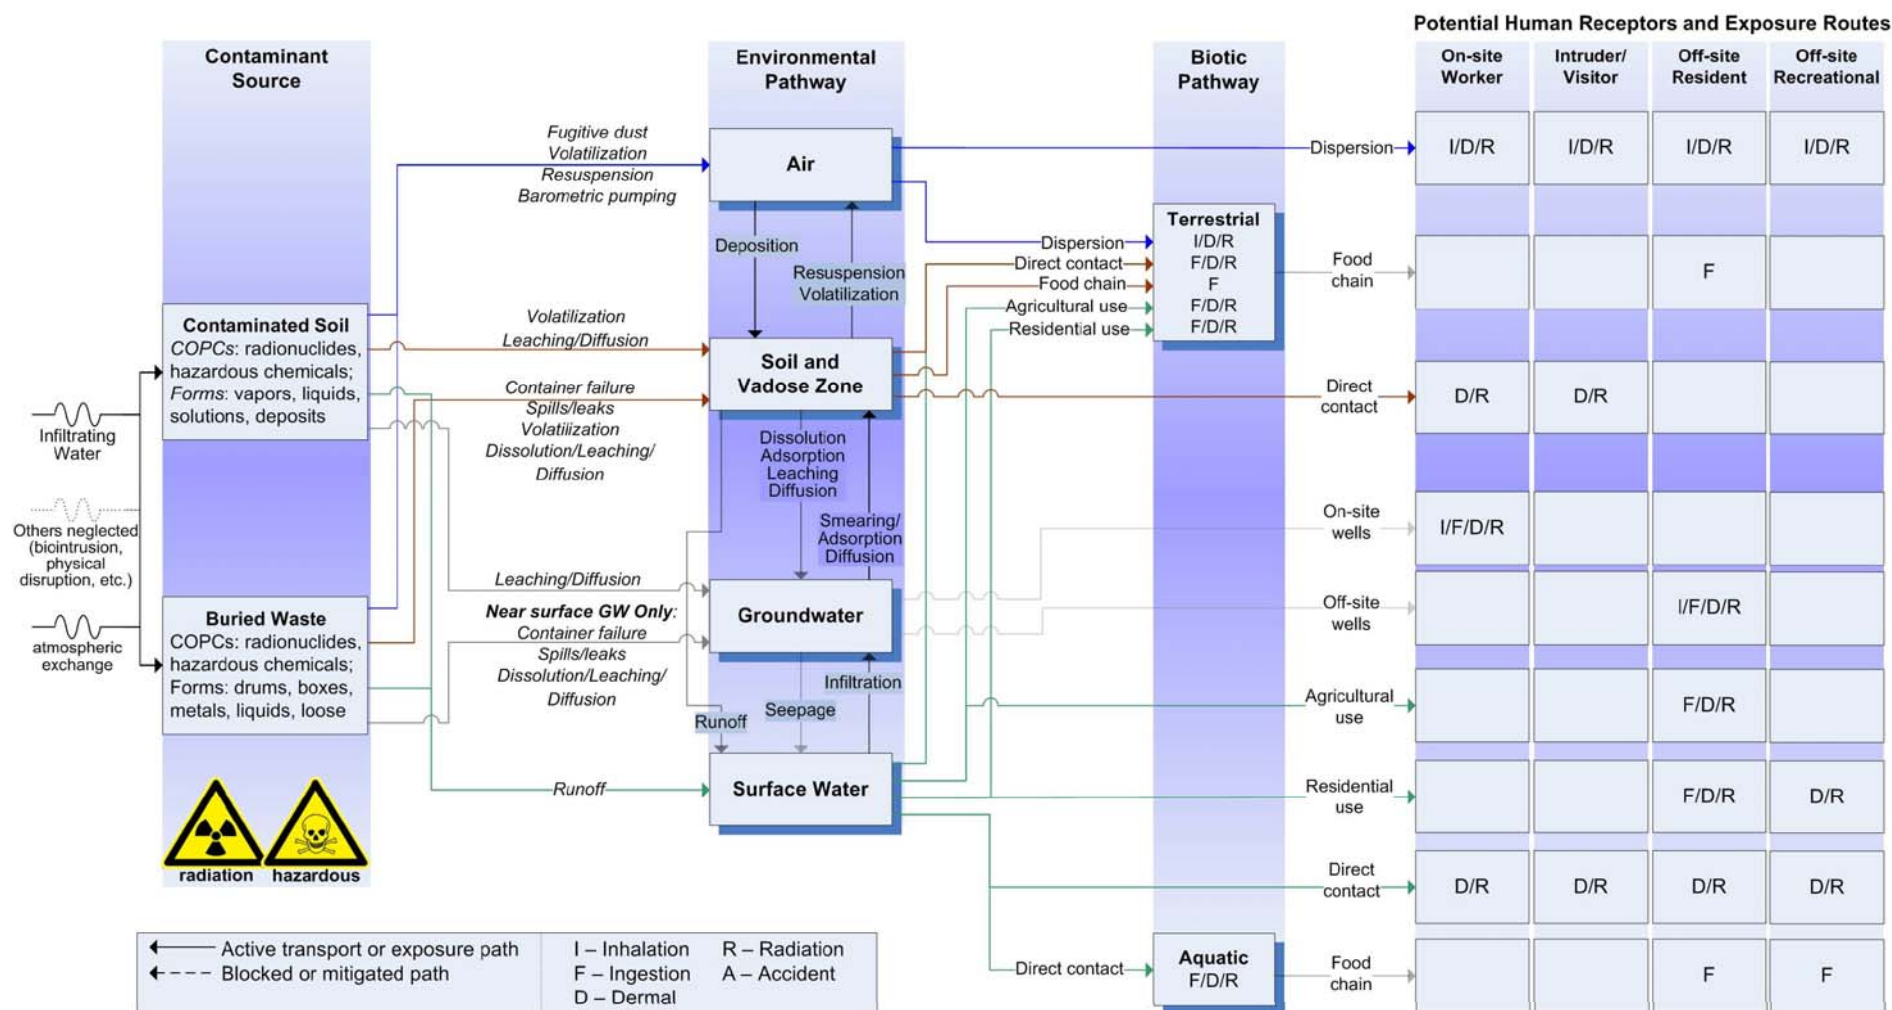 Potential Human Receptors and Exposure Routes
Contaminant
Source
Environmental
Pathway
Biotic
Pathway
On-site
Worker
Intruder/
Visitor
Off-site
Resident
Off-site
Recreational
Fugitive dust
Volatilization
Resuspension
Barometric pumping
Air
Dispersion
I/D/R
I/D/R
I/D/R
I/D/R
Deposition
Resuspension
Volatilization
Dispersion
Direct contact
Food chain
Agricultural use
Residential use
Terrestrial
I/D/R
F/D/R
F
F/D/R
F/D/R
Food
chain
F
Contaminated Soil
COPCs: radionuclides,
hazardous chemicals;
Forms: vapors, liquids,
solutions, deposits
Volatilization
Leaching/Diffusion
Container failure
Spills/leaks
Volatilization
Dissolution/Leaching/
Diffusion
Soil and
Vadose Zone
Direct
contact
D/R
D/R
Infiltrating
Water
Others neglected
(biointrusion,
physical
disruption, etc.)
atmospheric
exchange
Dissolution
Adsorption
Leaching
Diffusion
Smearing/
Adsorption
Diffusion
On-site
wells
I/F/D/R
Buried Waste
COPCs: radionuclides,
hazardous chemicals;
Forms: drums, boxes,
metals, liquids, loose
Leaching/Diffusion
Near surface GW Only:
Container failure
Spills/leaks
Dissolution/Leaching/
Diffusion
Groundwater
Off-site
wells
I/F/D/R
Infiltration
Seepage
Runoff
Agricultural
use
F/D/R
Runoff
Surface Water
Residential
use
F/D/R
D/R
radiation
hazardous
Direct
contact
D/R
D/R
D/R
D/R
Direct contact
Aquatic
F/D/R
Food
chain
F
F
Active transport or exposure path
Blocked or mitigated path
I – Inhalation
F – Ingestion
D – Dermal
R – Radiation
A – Accident